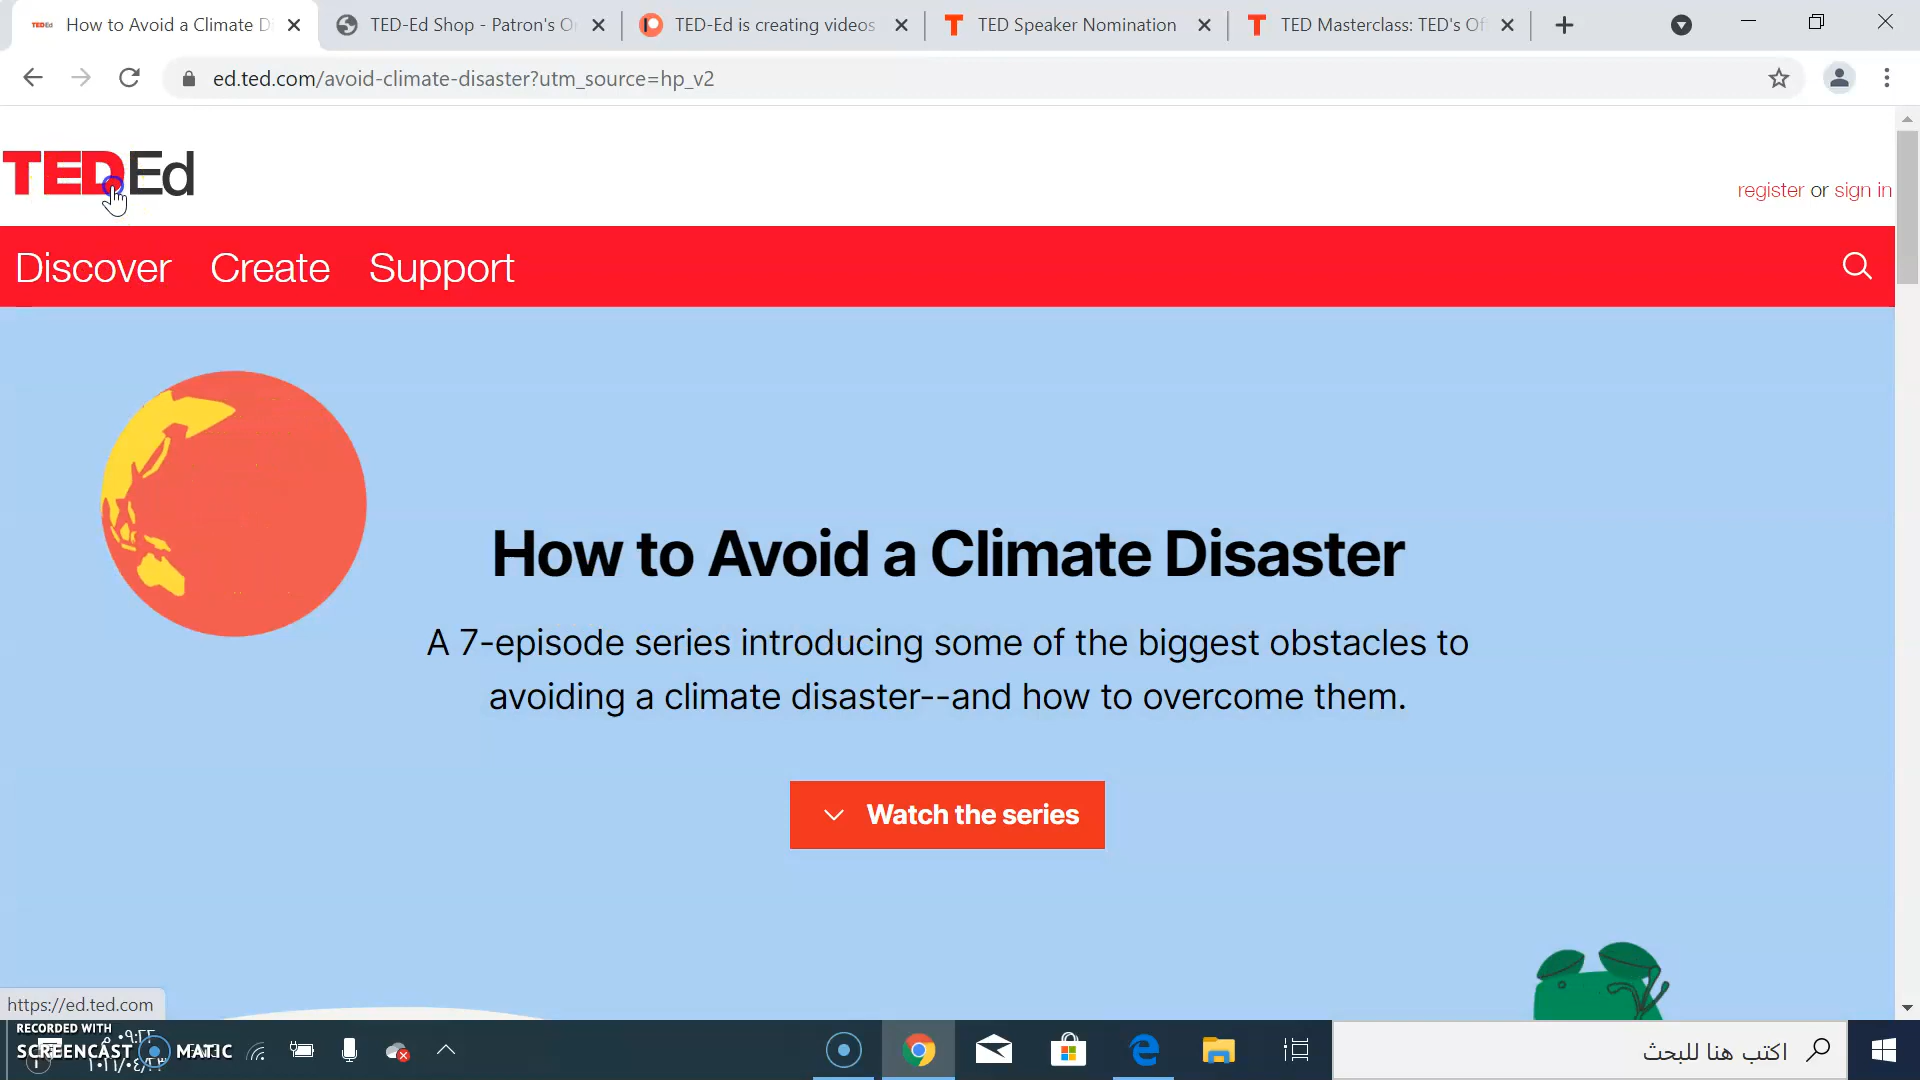 How to Avoid a Climate D
TED-Ed Shop - Patron's O
TED-Ed is creating videos
TED Speaker Nomination
TED Masterclass: TED's Of
ed.ted.com/avoid-climate-disaster?utm_source=hp_v2
TEDEd
register or sign in
Discover Create Support
How to Avoid a Climate Disaster
A 7-episode series introducing some of the biggest obstacles to
avoiding a climate disaster--and how to overcome them.
Watch the series
https://ed.ted.com
RECORDED WITH
SCREENCAST MATIC
اكتب هنا للبحث